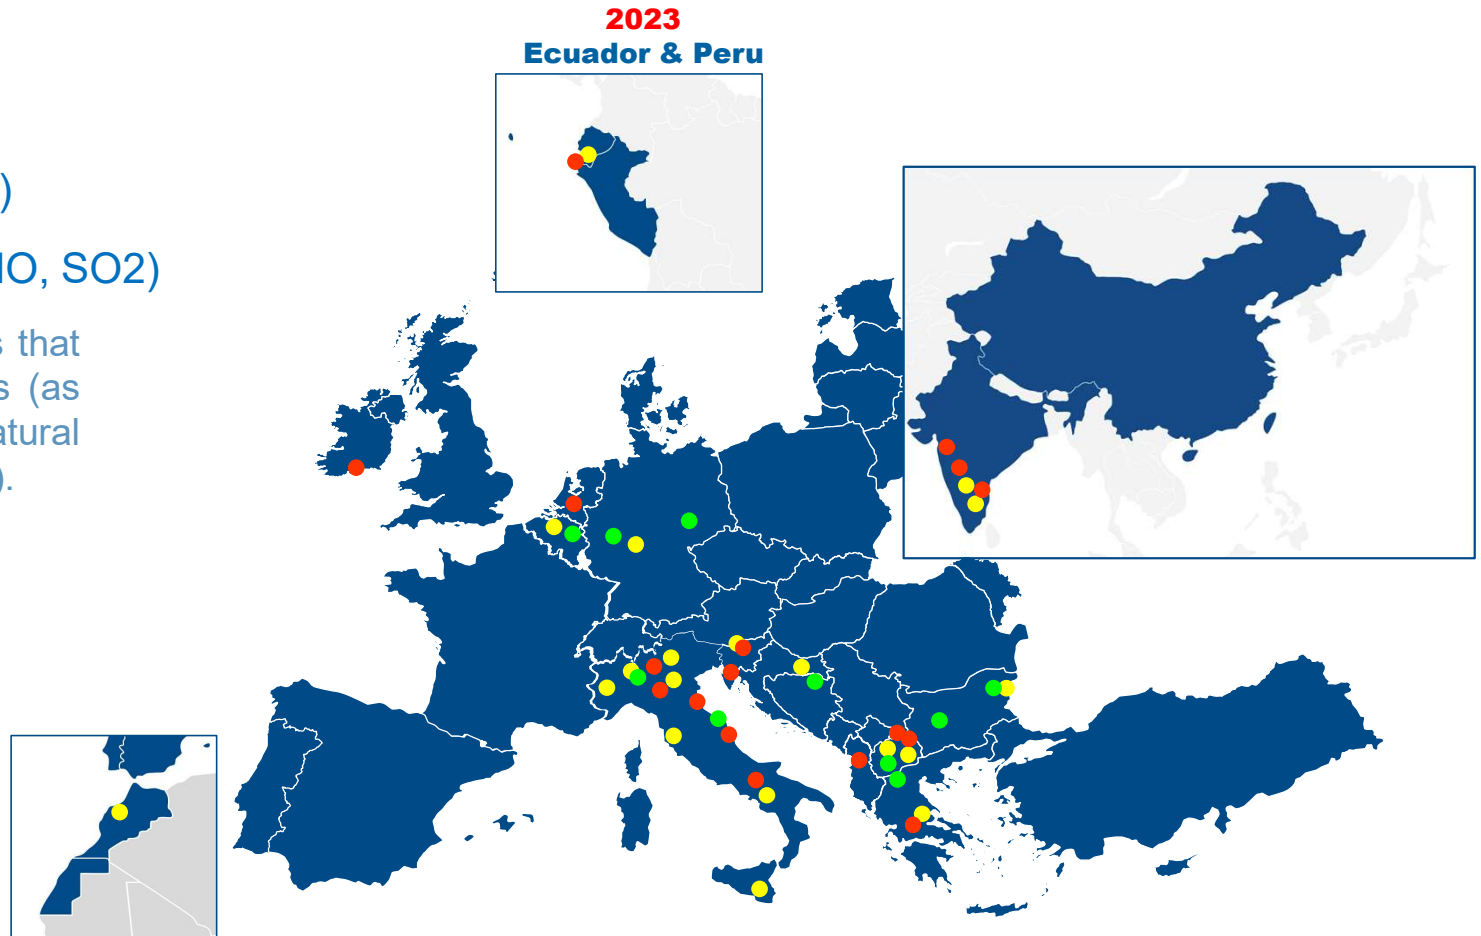 2023
Ecuador & Peru
)
IO, SO2)
s that
s (as
atural
).